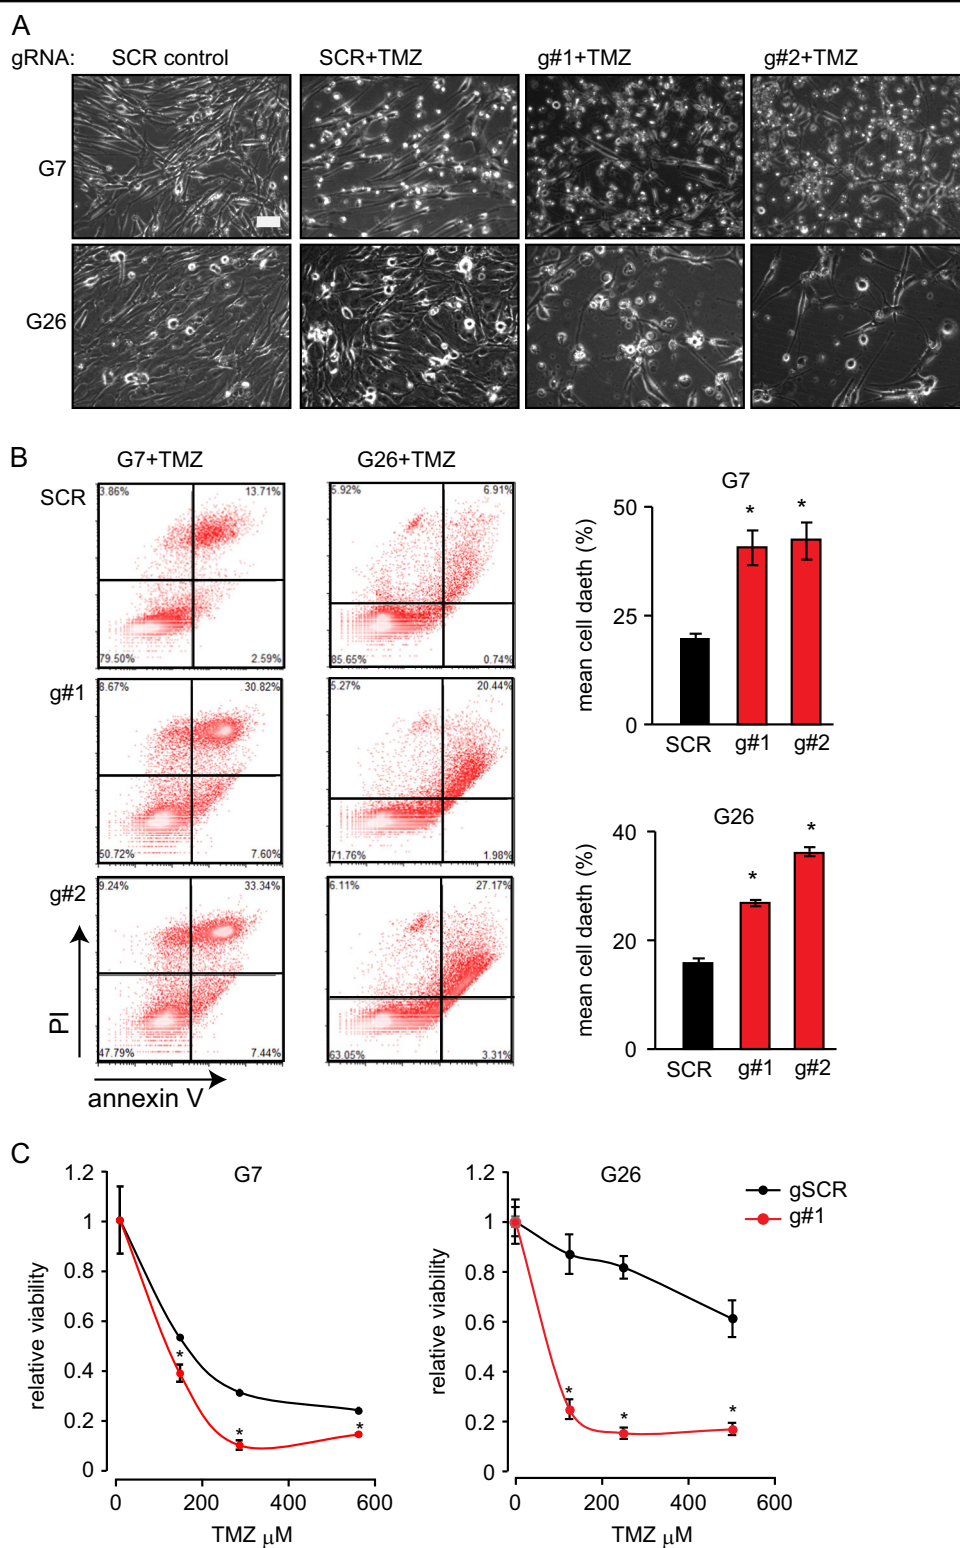 A
gRNA: SCR control SCR+TMZ g#1+TMZ g#2+TMZ
G7
G26
B
G7+TMZ G26+TMZ
SCR
3.86% 13.71%
79.50% 2.59%
5.92% 6.91%
85.65% 0.74%
g#1
8.67% 30.82%
50.72% 7.60%
5.27% 20.44%
71.76% 1.98%
g#2
9.24% 33.34%
47.79% 7.44%
6.11% 27.17%
63.05% 3.31%
PI
annexin V
G7
mean cell daeth (%)
50
25
0
* *
SCR g#1 g#2
G26
mean cell daeth (%)
40
20
0
* *
SCR g#1 g#2
C
G7
relative viability
1.2
1
0.8
0.6
0.4
0.2
0
* * *
0 200 400 600
TMZ μM
G26
relative viability
1.2
1
0.8
0.6
0.4
0.2
0
* * *
0 200 400 600
TMZ μM
gSCR
g#1